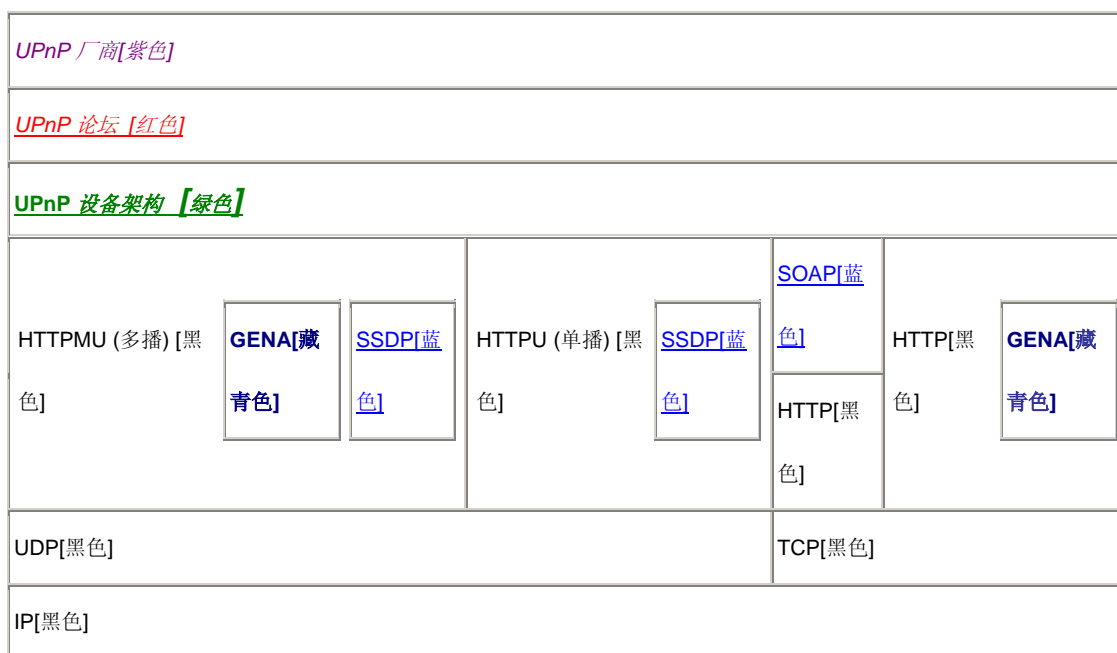 UPnP 厂商[紫色]
UPnP 论坛 [红色]
UPnP 设备架构 [绿色]
HTTPMU (多播) [黑
色]
GENA[藏
青色]
SSDP[蓝
色]
HTTPU (单播) [黑
色]
SSDP[蓝
色]
SOAP[蓝
色]
HTTP[黑
色]
HTTP[黑
色]
GENA[藏
青色]
UDP[黑色]
TCP[黑色]
IP[黑色]